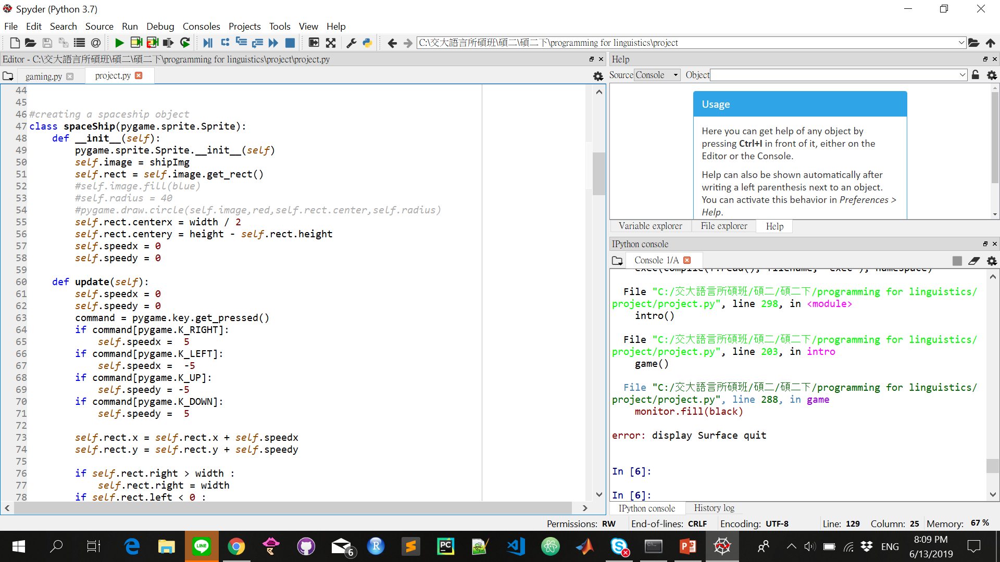 Spyder (Python 3.7)
File Edit Search Source Run Debug Consoles Projects Tools View Help
C:\交大語言所碩班\碩二\碩二下\programming for linguistics\project
Editor - C:\交大語言所碩班\碩二\碩二下\programming for linguistics\project\project.py
gaming.py project.py
44
45
46 #creating a spaceship object
47 class spaceShip(pygame.sprite.Sprite):
48 def __init__(self):
49 pygame.sprite.Sprite.__init__(self)
50 self.image = shipImg
51 self.rect = self.image.get_rect()
52 #self.image.fill(blue)
53 #self.radius = 40
54 #pygame.draw.circle(self.image,red,self.rect.center,self.radius)
55 self.rect.centerx = width / 2
56 self.rect.centery = height - self.rect.height
57 self.speedx = 0
58 self.speedy = 0
59
60 def update(self):
61 self.speedx = 0
62 self.speedy = 0
63 command = pygame.key.get_pressed()
64 if command[pygame.K_RIGHT]:
65 self.speedx =  5
66 if command[pygame.K_LEFT]:
67 self.speedx =  -5
68 if command[pygame.K_UP]:
69 self.speedy = -5
70 if command[pygame.K_DOWN]:
71 self.speedy =  5
72
73 self.rect.x = self.rect.x + self.speedx
74 self.rect.y = self.rect.y + self.speedy
75
76 if self.rect.right > width :
77 self.rect.right = width
78 if self.rect.left < 0 :
Help
Source Console Object
Usage
Here you can get help of any object by
pressing Ctrl+I in front of it, either on the
Editor or the Console.
Help can also be shown automatically after
writing a left parenthesis next to an object.
You can activate this behavior in Preferences >
Help.
Variable explorer File explorer Help
IPython console
Console 1/A
exec(compile(f.read(), filename, 'exec'), namespace)
File "C:/交大語言所碩班/碩二/碩二下/programming for linguistics/
project/project.py", line 298, in <module>
intro()
File "C:/交大語言所碩班/碩二/碩二下/programming for linguistics/
project/project.py", line 203, in intro
game()
File "C:/交大語言所碩班/碩二/碩二下/programming for linguistics/
project/project.py", line 288, in game
monitor.fill(black)
error: display Surface quit
In [6]:
In [6]:
IPython console History log
Permissions: RW End-of-lines: CRLF Encoding: UTF-8 Line: 129 Column: 25 Memory: 67 %
LINE
6
R
PC
ENG
8:09 PM
6/13/2019